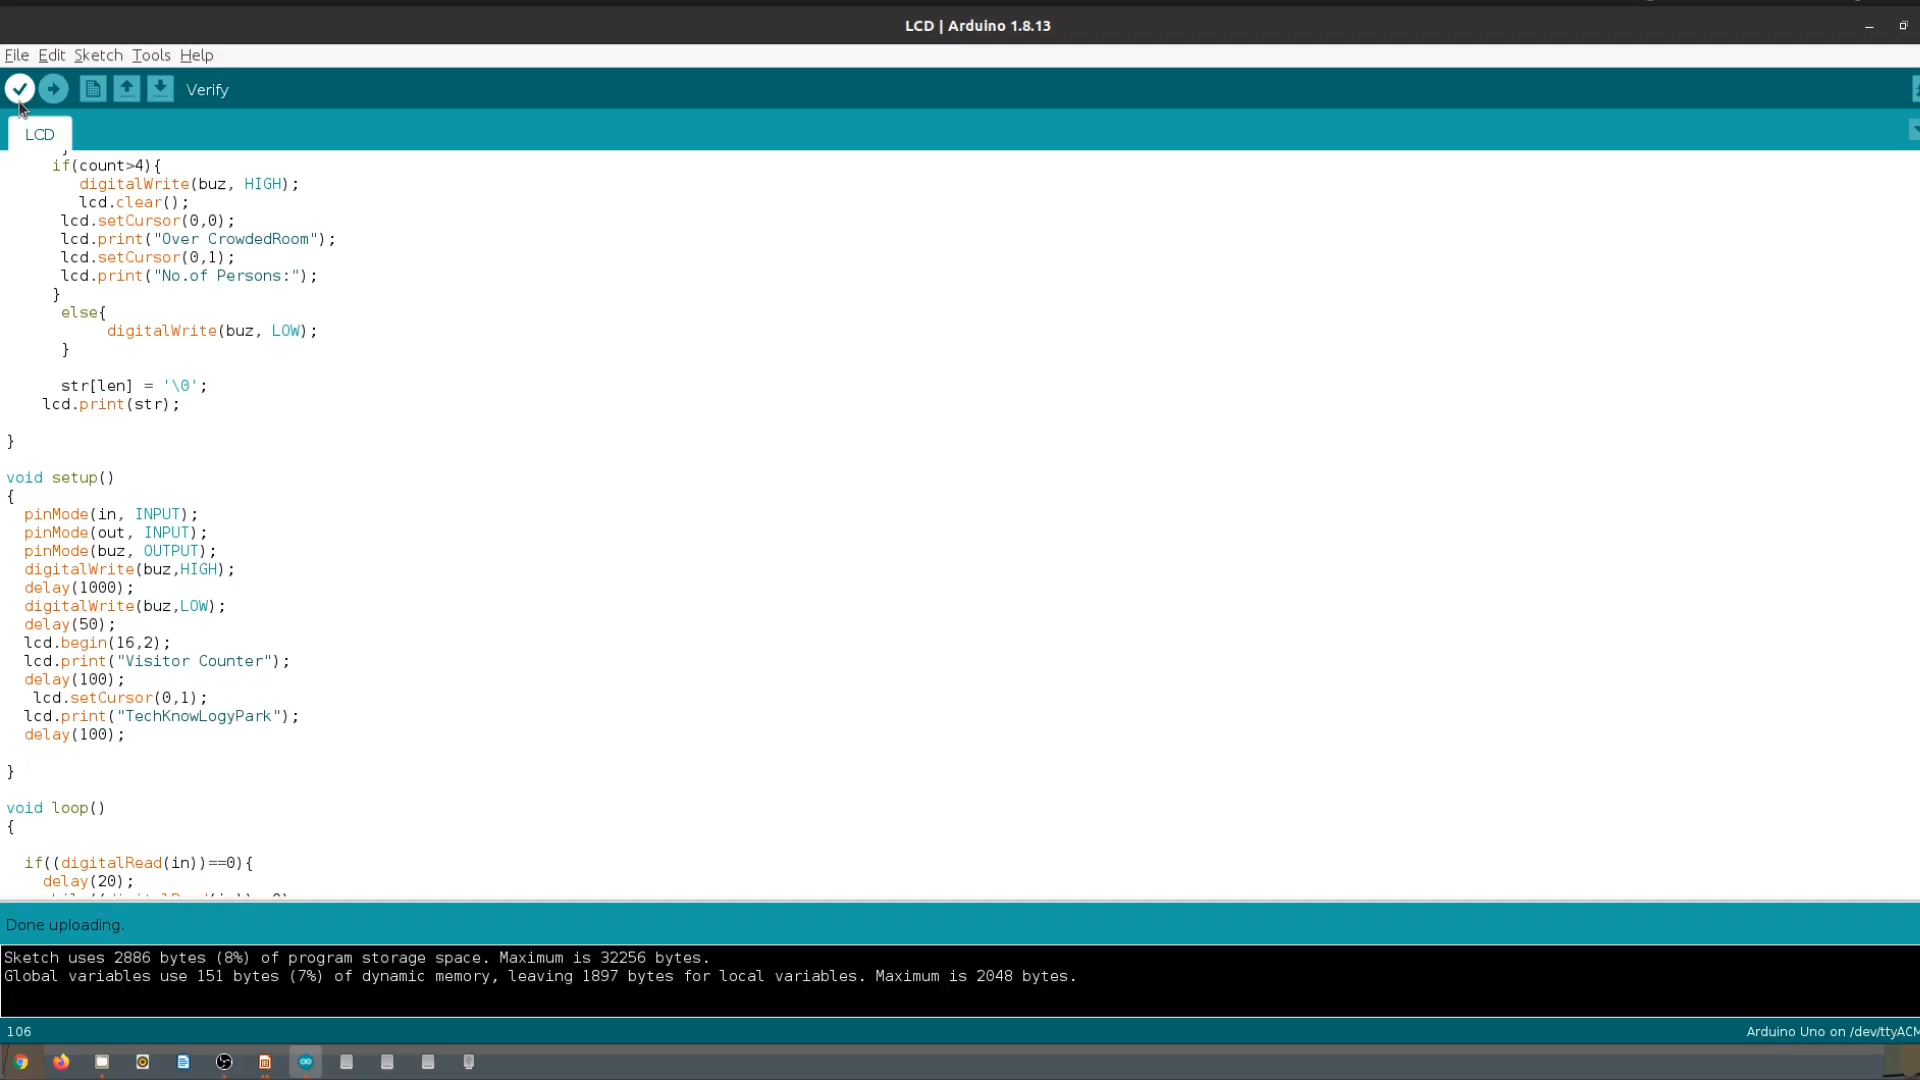 LCD | Arduino 1.8.13
File Edit Sketch Tools Help
Verify
LCD
if(count>4){
digitalWrite(buz, HIGH);
lcd.clear();
lcd.setCursor(0,0);
lcd.print("Over CrowdedRoom");
lcd.setCursor(0,1);
lcd.print("No.of Persons:");
}
else{
digitalWrite(buz, LOW);
}
str[len] = '\0';
lcd.print(str);
}
void setup()
{
pinMode(in, INPUT);
pinMode(out, INPUT);
pinMode(buz, OUTPUT);
digitalWrite(buz,HIGH);
delay(1000);
digitalWrite(buz,LOW);
delay(50);
lcd.begin(16,2);
lcd.print("Visitor Counter");
delay(100);
lcd.setCursor(0,1);
lcd.print("TechKnowLogyPark");
delay(100);
}
void loop()
{
if((digitalRead(in))==0){
delay(20);
Done uploading.
Sketch uses 2886 bytes (8%) of program storage space. Maximum is 32256 bytes.
Global variables use 151 bytes (7%) of dynamic memory, leaving 1897 bytes for local variables. Maximum is 2048 bytes.
106
Arduino Uno on /dev/ttyACM